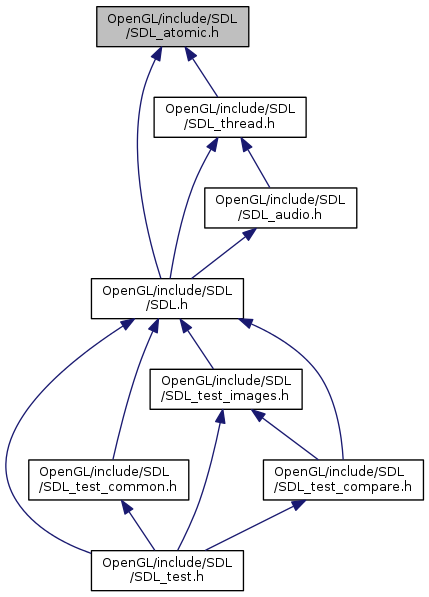 OpenGL/include/SDL
/SDL_atomic.h
OpenGL/include/SDL
/SDL_thread.h
OpenGL/include/SDL
/SDL_audio.h
OpenGL/include/SDL
/SDL.h
OpenGL/include/SDL
/SDL_test_images.h
OpenGL/include/SDL
/SDL_test_common.h
OpenGL/include/SDL
/SDL_test_compare.h
OpenGL/include/SDL
/SDL_test.h